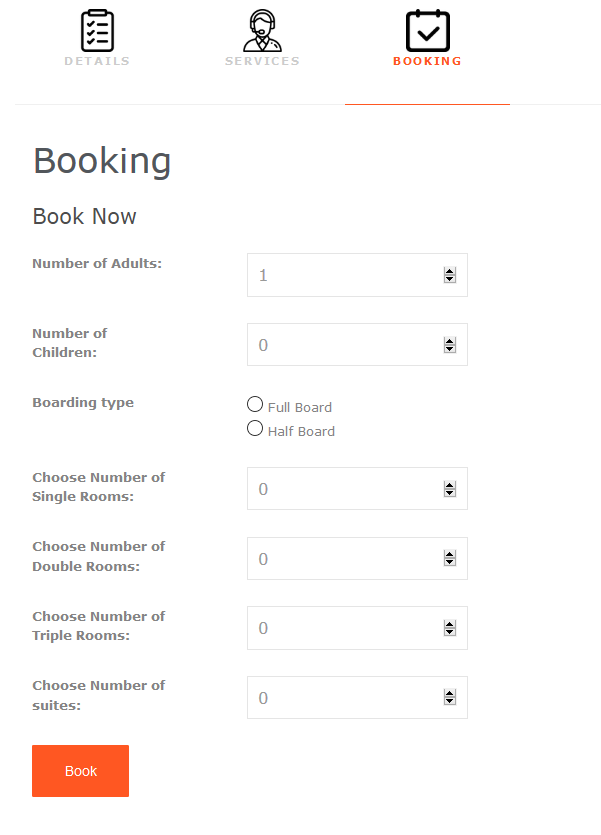 DETAILS SERVICES BOOKING
Booking
Book Now
Number of Adults: 1
Number of
Children: 0
Boarding type
Full Board
Half Board
Choose Number of
Single Rooms: 0
Choose Number of
Double Rooms: 0
Choose Number of
Triple Rooms: 0
Choose Number of
suites: 0
Book